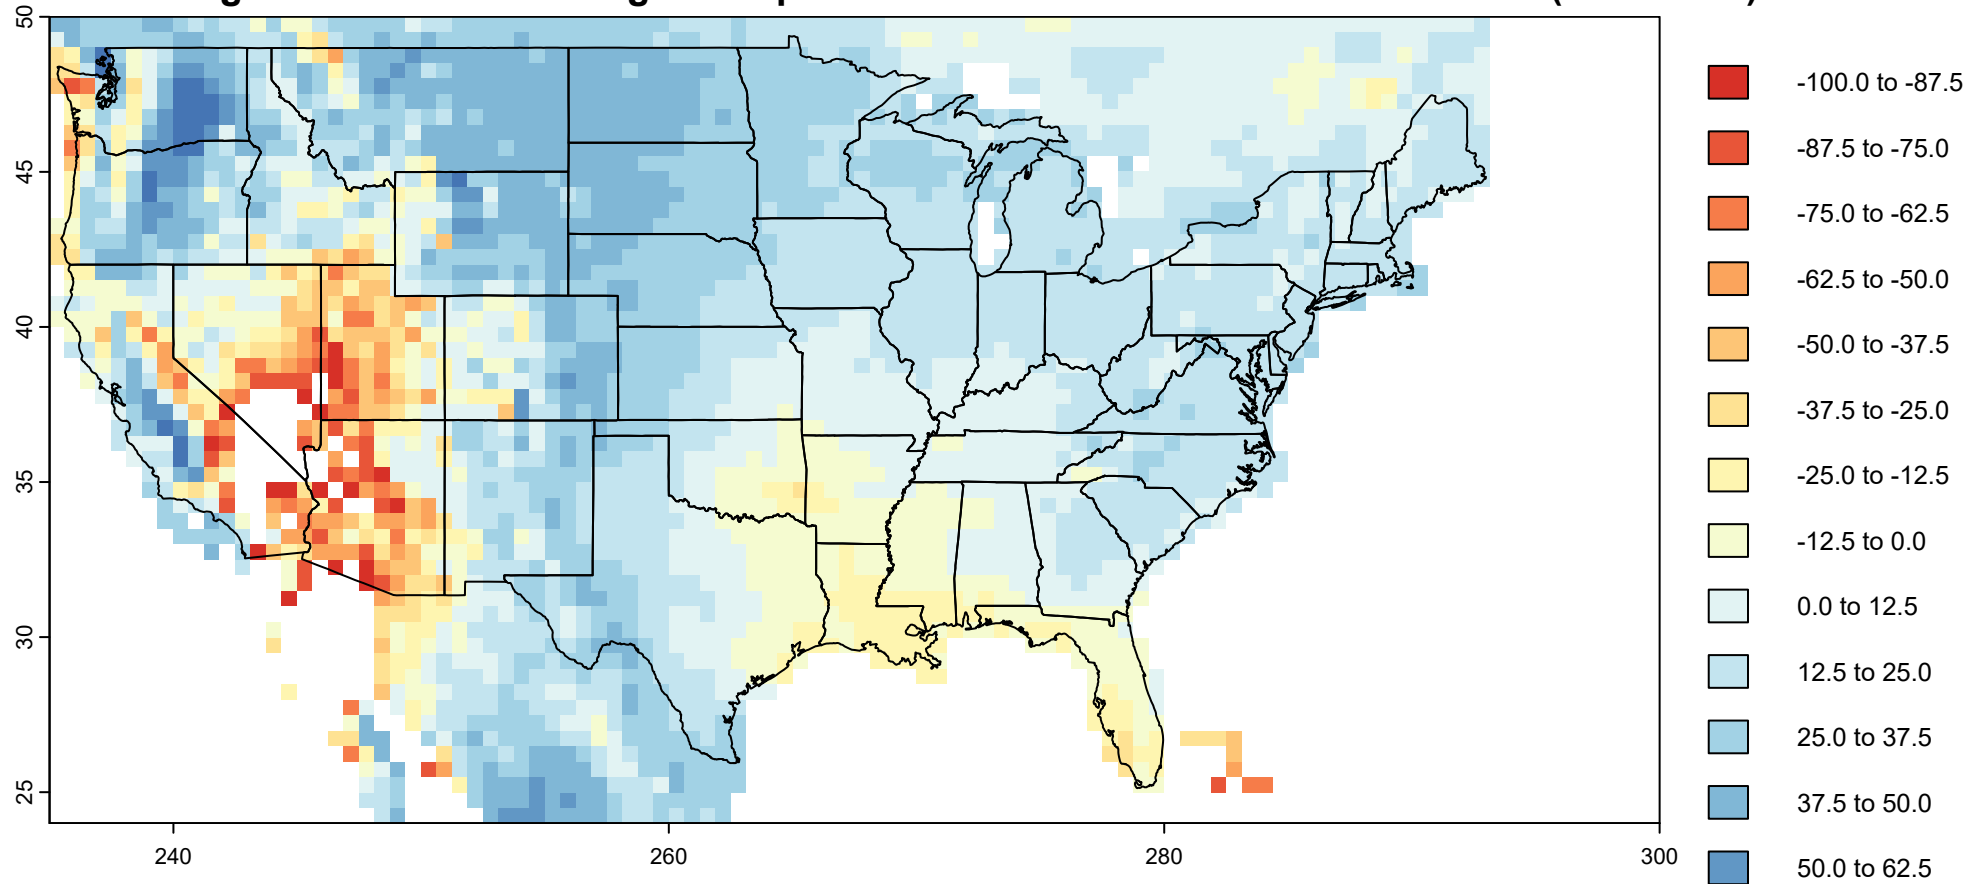 50
45
40
35
30
25
240
260
280
300
-100.0 to -87.5
-87.5 to -75.0
-75.0 to -62.5
-62.5 to -50.0
-50.0 to -37.5
-37.5 to -25.0
-25.0 to -12.5
-12.5 to 0.0
0.0 to 12.5
12.5 to 25.0
25.0 to 37.5
37.5 to 50.0
50.0 to 62.5